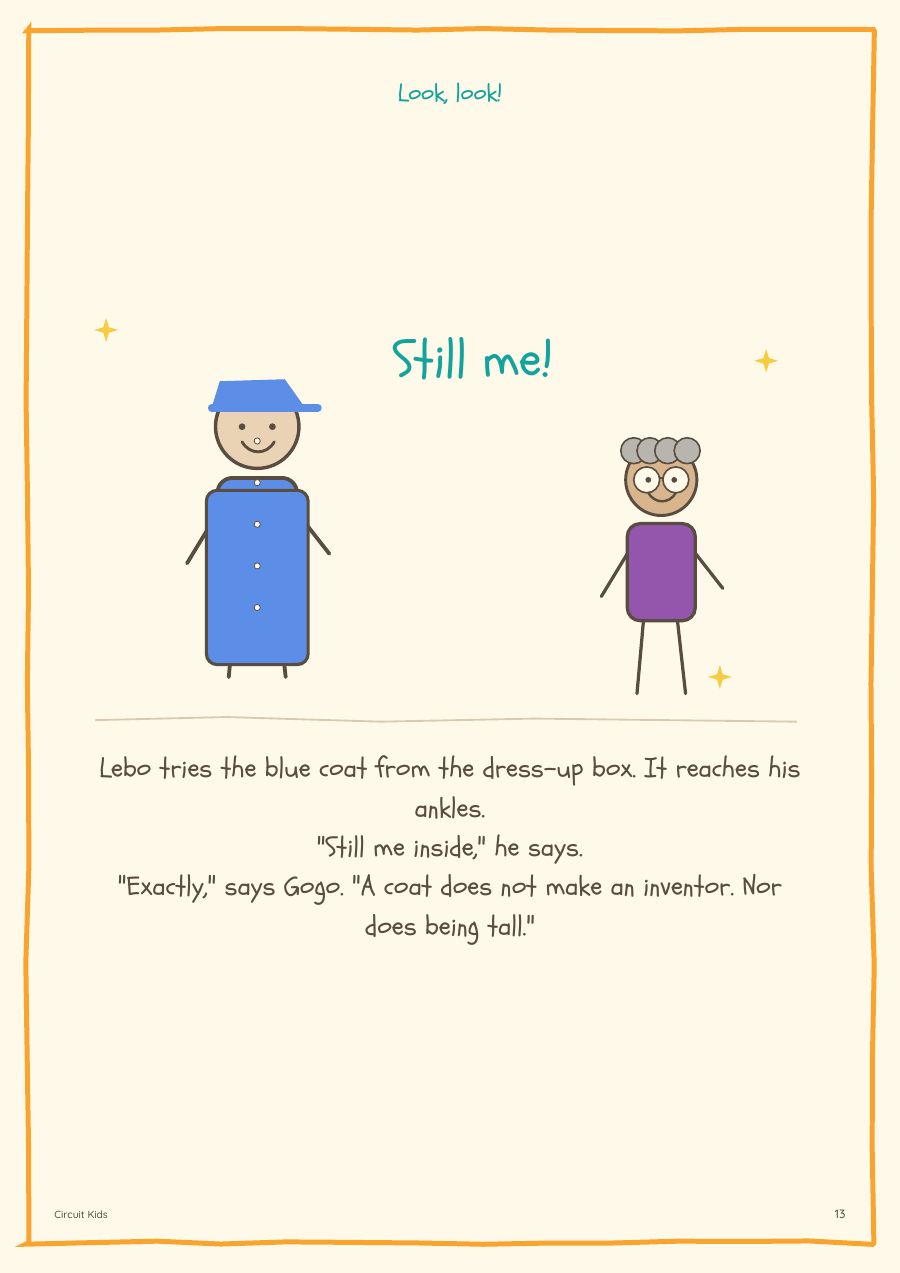 Look, look!
Still me!
Lebo tries the blue coat from the dress-up box. It reaches his
ankles.
"Still me inside," he says.
"Exactly," says Gogo. "A coat does not make an inventor. Nor
does being tall."
Circuit Kids
13